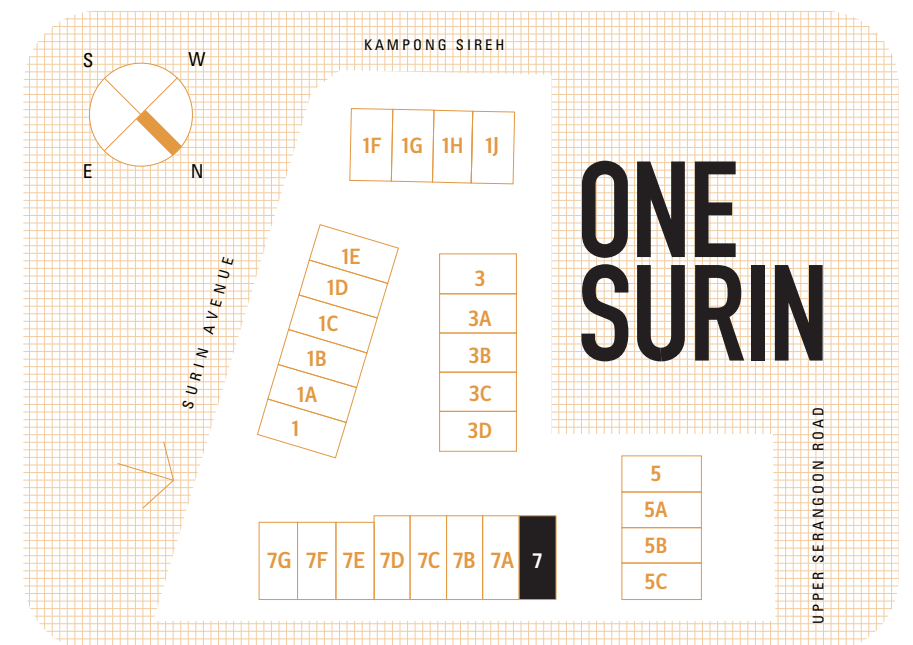 KAMPONG SIREH
S
W
E
N
1F 1G 1H 1J
ONE
SURIN
1E
1D
1C
1B
1A
1
SURIN AVENUE
3
3A
3B
3C
3D
UPPER SERANGOON ROAD
5
5A
5B
5C
7G 7F 7E 7D 7C 7B 7A 7